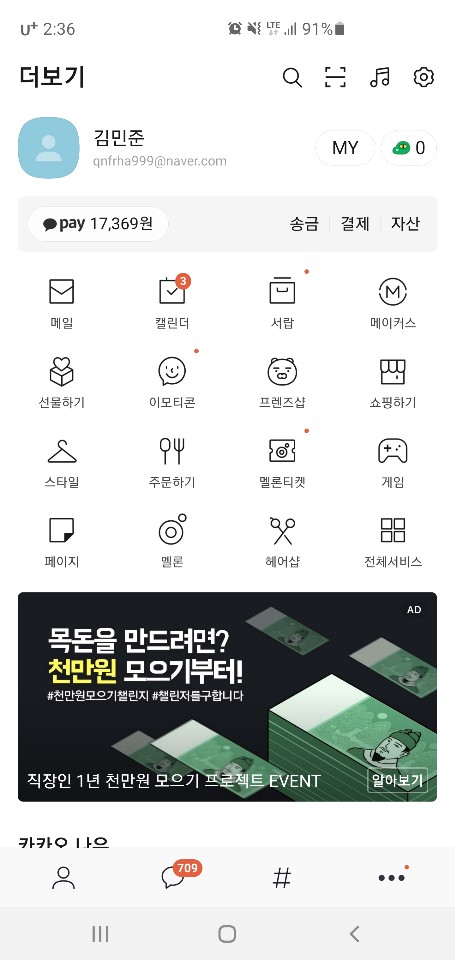 U+ 2:36 LTE 91%
더보기
김민준
qnfrha999@naver.com
MY 0
pay 17,369원 송금 결제 자산
3
메일 캘린더 서랍 메이커스
선물하기 이모티콘 프렌즈샵 쇼핑하기
스타일 주문하기 멜론티켓 게임
페이지 멜론 헤어샵 전체서비스
AD
목돈을 만드려면?
천만원 모으기부터!
#천만원모으기챌린지 #챌린저를구합니다
직장인 1년 천만원 모으기 프로젝트 EVENT 알아보기
카카오 나우
709